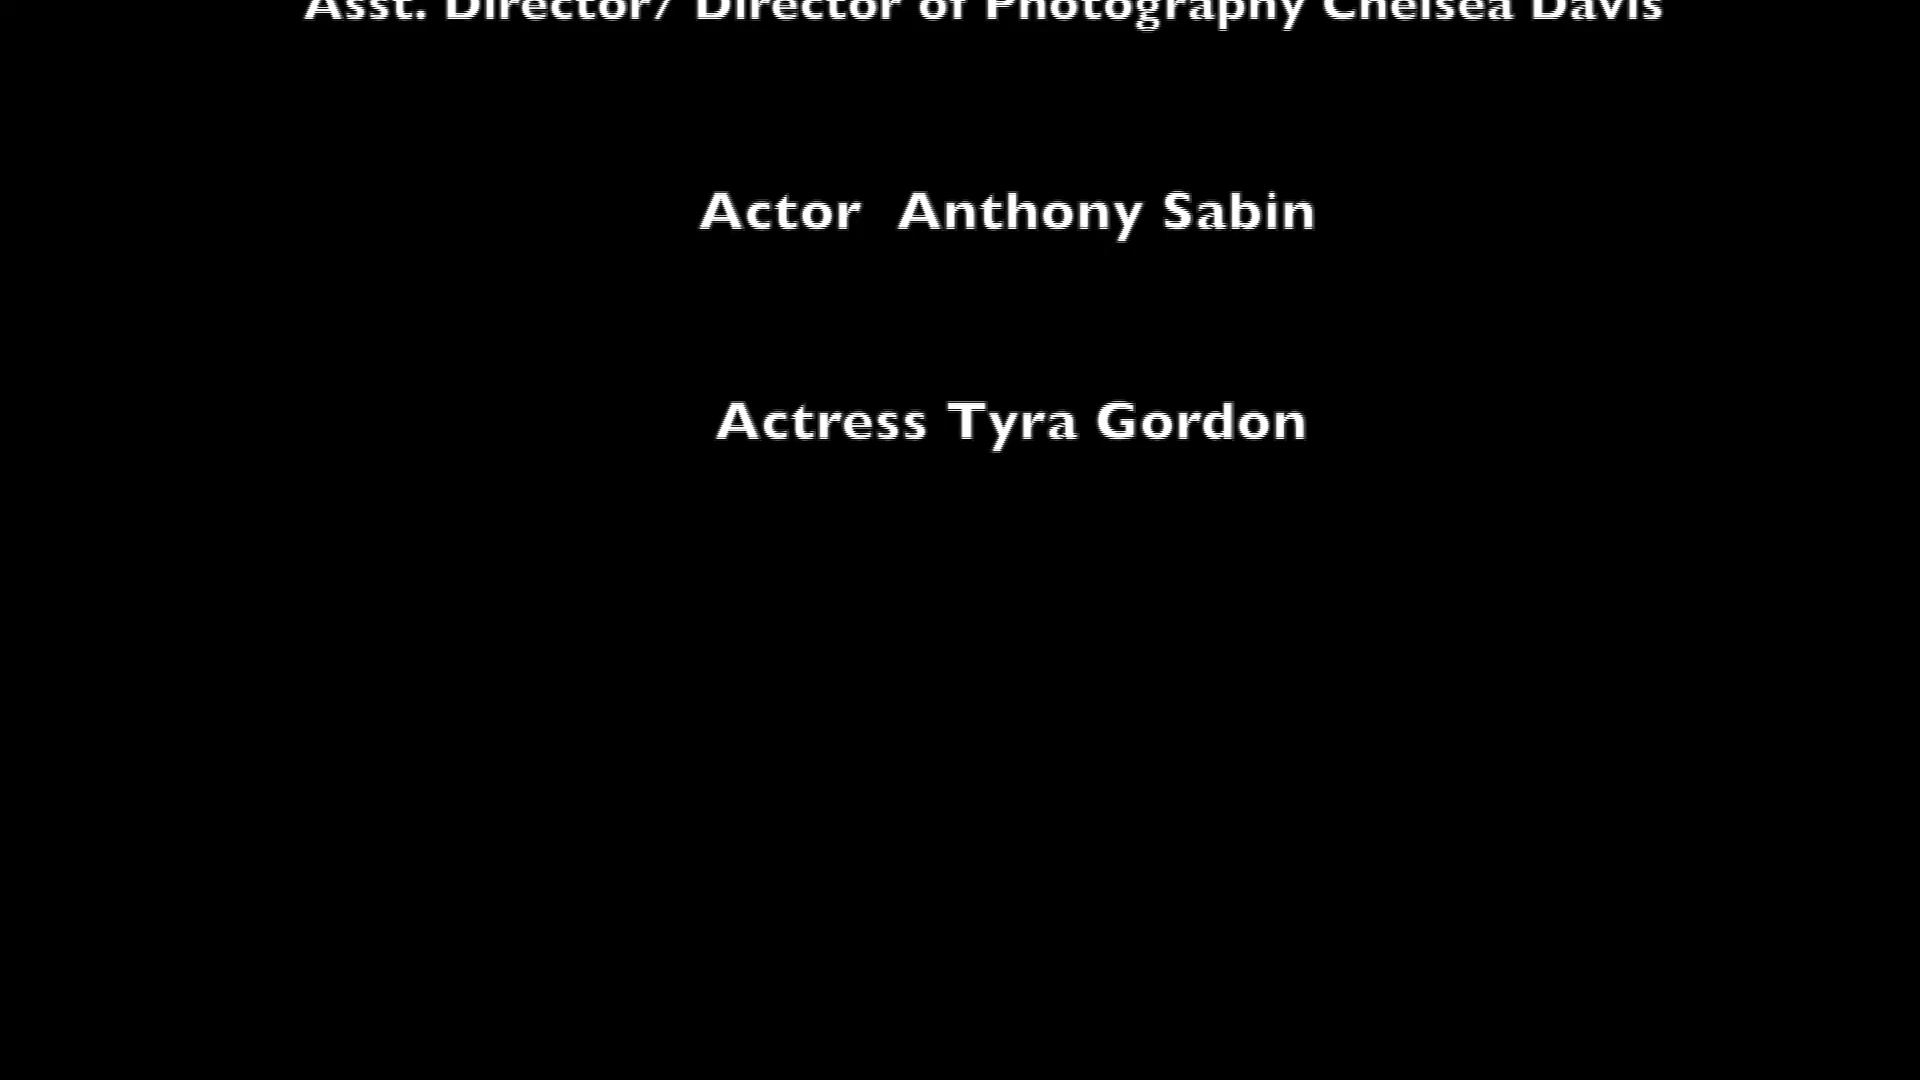 Asst. Director/ Director of Photography Chelsea Davis
Actor  Anthony Sabin
Actress Tyra Gordon